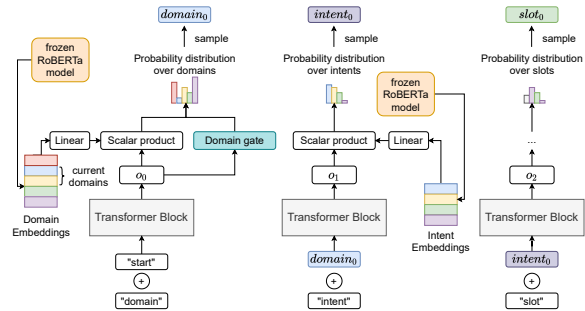 domain₀
intent₀
slot₀
sample
sample
sample
frozen
RoBERTa
model
Probability distribution
over domains
Probability distribution
over intents
Probability distribution
over slots
frozen
RoBERTa
model
Linear
Scalar product
Domain gate
Scalar product
Linear
...
current
domains
o₀
o₁
o₂
Domain
Embeddings
Transformer Block
Transformer Block
Intent
Embeddings
Transformer Block
"start"
domain₀
intent₀
+
+
+
"domain"
"intent"
"slot"